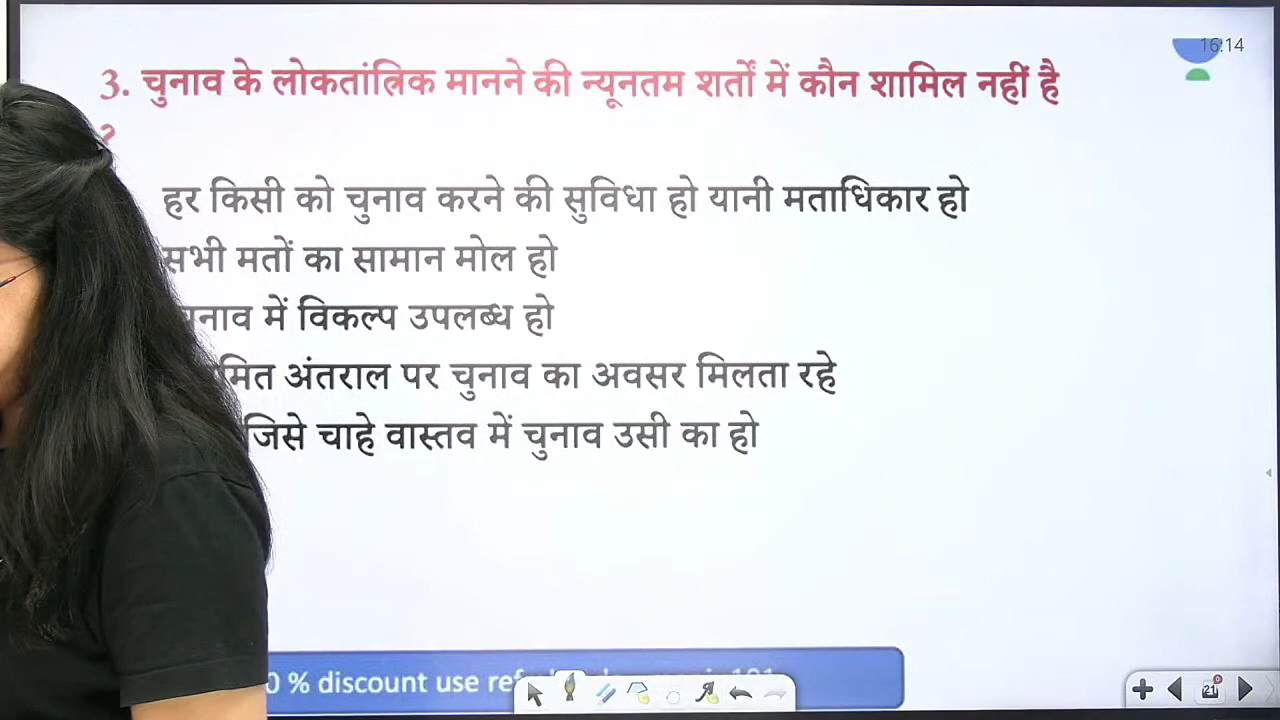 16:14
3. चुनाव के लोकतांत्रिक मानने की न्यूनतम शर्तों में कौन शामिल नहीं है
?
हर किसी को चुनाव करने की सुविधा हो यानी मताधिकार हो
सभी मतों का सामान मोल हो
में विकल्प उपलब्ध हो
अंतराल पर चुनाव का अवसर मिलता रहे
जिसे चाहे वास्तव में चुनाव उसी का हो
0 % discount use
21